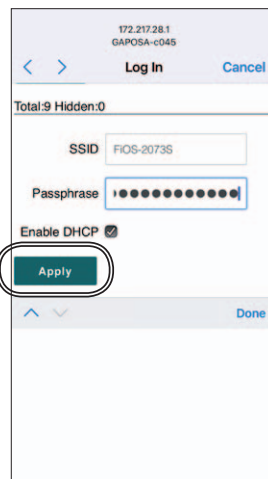 172.217.28.1
GAPOSA-c045
Log In Cancel
Total:9 Hidden:0
SSID FiOS-2073S
Passphrase
Enable DHCP
Apply
Done